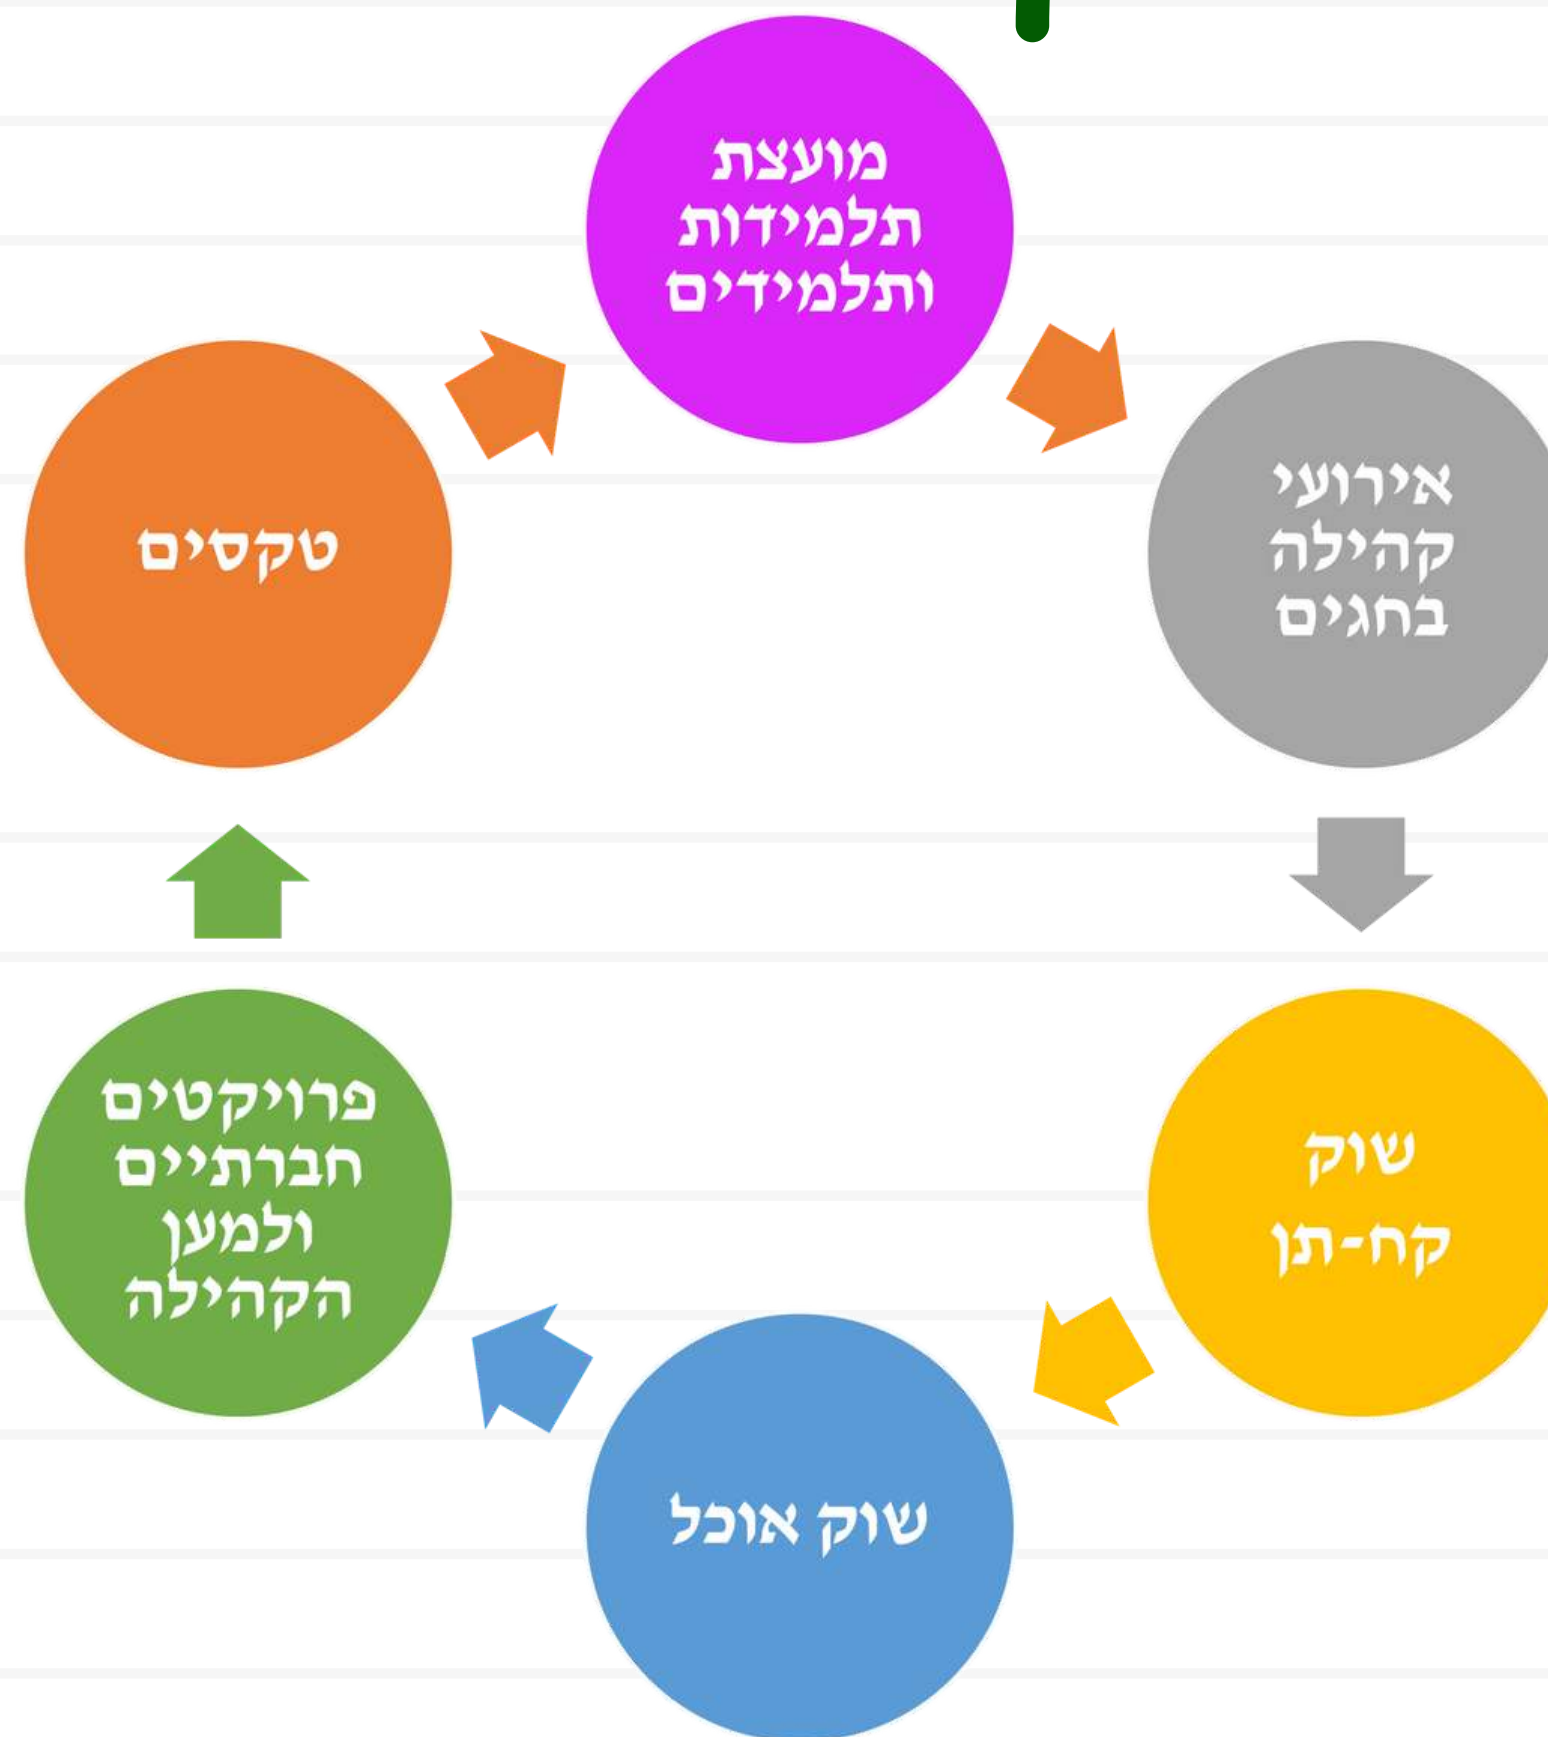 מועצת
תלמידות
ותלמידים
אירועי
קהילה
בחגים
שוק
קח-תן
שוק אוכל
פרויקטים
חברתיים
ולמען
הקהילה
טקסים